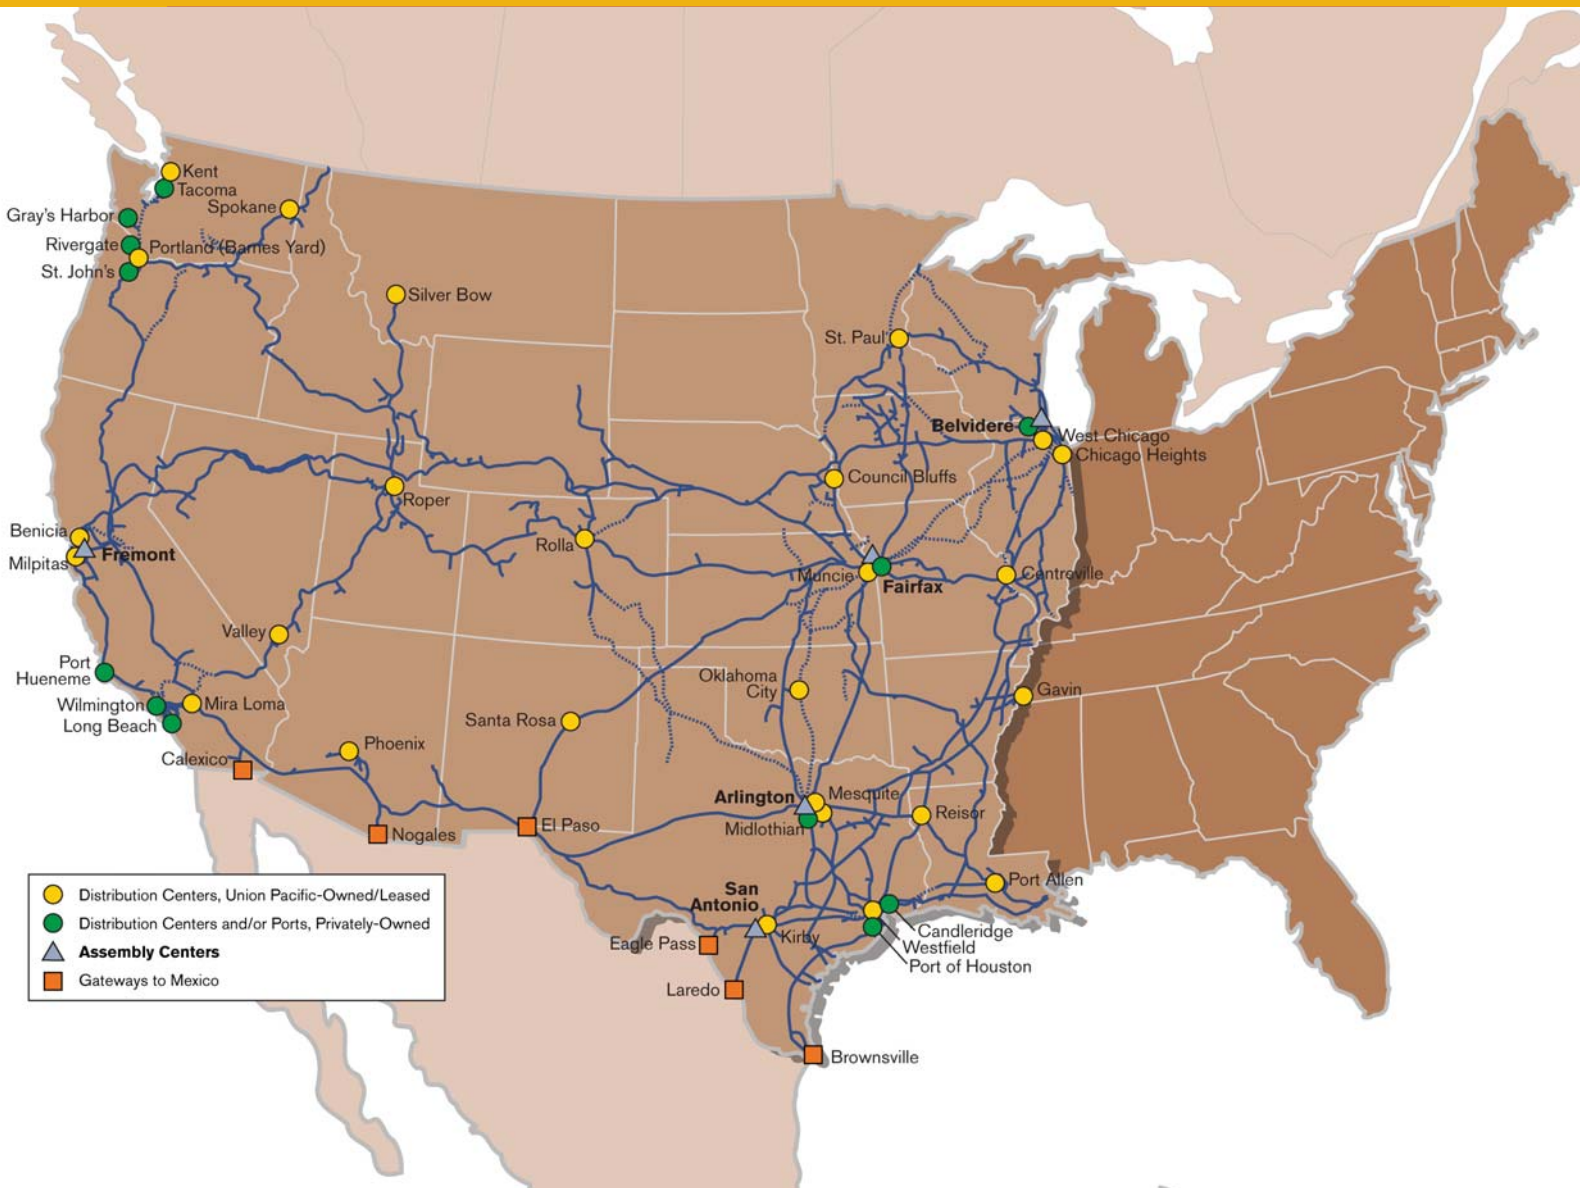 Kent
Tacoma
Gray's Harbor
Spokane
Rivergate
Portland (Barnes Yard)
St. John's
Silver Bow
St. Paul
Belvidere
West Chicago
Chicago Heights
Council Bluffs
Roper
Benicia
Fremont
Milpitas
Rolla
Muncie
Fairfax
Centroville
Valley
Port
Hueneme
Oklahoma
City
Gavin
Wilmington
Mira Loma
Long Beach
Santa Rosa
Phoenix
Calexico
Arlington
Mesquite
Midlothian
Reisor
Nogales
El Paso
Port Allen
San
Antonio
Kirby
Candleridge
Westfield
Port of Houston
Eagle Pass
Laredo
Brownsville
Distribution Centers, Union Pacific-Owned/Leased
Distribution Centers and/or Ports, Privately-Owned
Assembly Centers
Gateways to Mexico